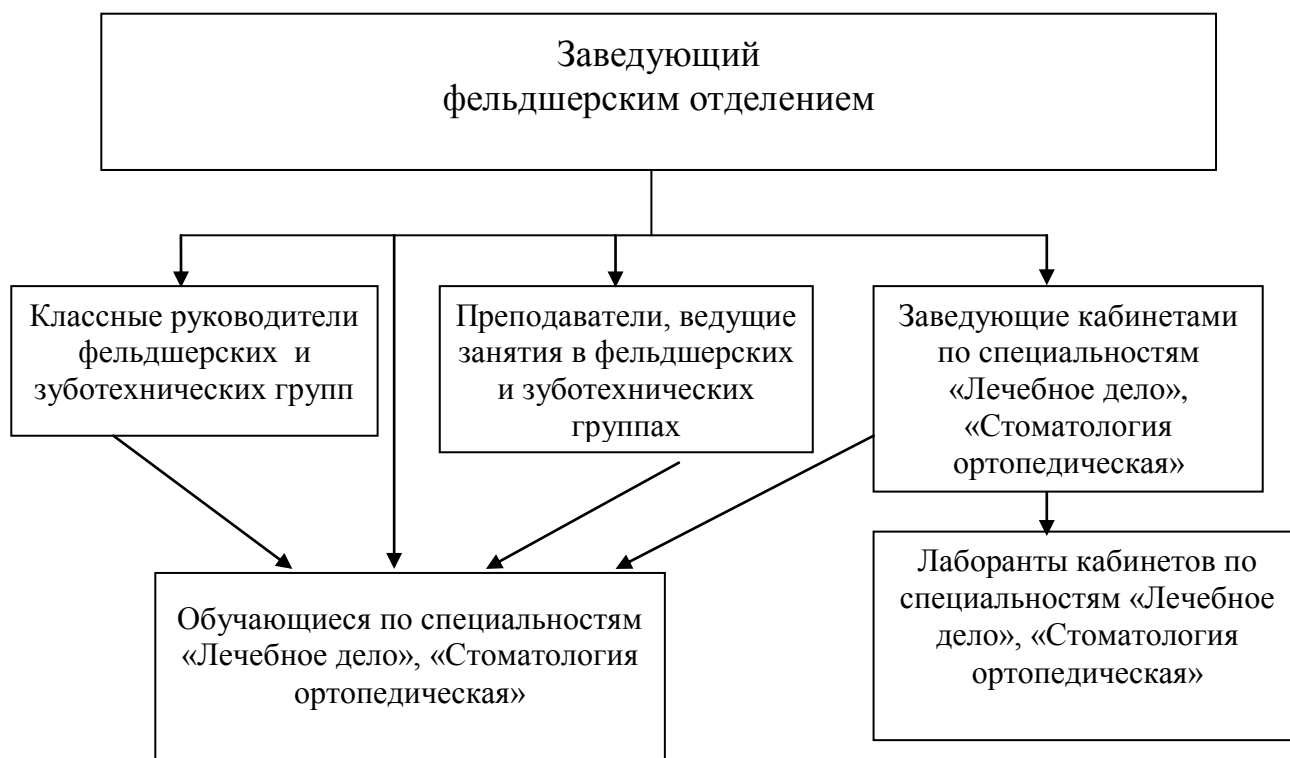 Заведующий
фельдшерским отделением
Классные руководители
фельдшерских и
зуботехнических групп
Преподаватели, ведущие
занятия в фельдшерских
и зуботехнических
группах
Заведующие кабинетами
по специальностям
«Лечебное дело»,
«Стоматология
ортопедическая»
Обучающиеся по специальностям
«Лечебное дело», «Стоматология
ортопедическая»
Лаборанты кабинетов по
специальностям «Лечебное
дело», «Стоматология
ортопедическая»